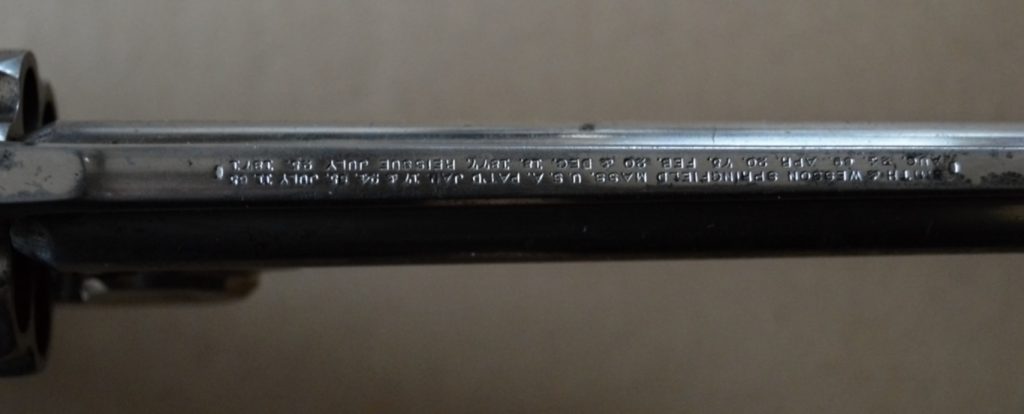 SMITH & WESSON SPRINGFIELD MASS. U.S.A. PAT'D JAN. 17 & 24, 65, JULY 11, 65,
AUG. 24, 69, APR. 20, 75, FEB. 20 & DEC. 18, 1877, REISSUE JULY 25, 1871.